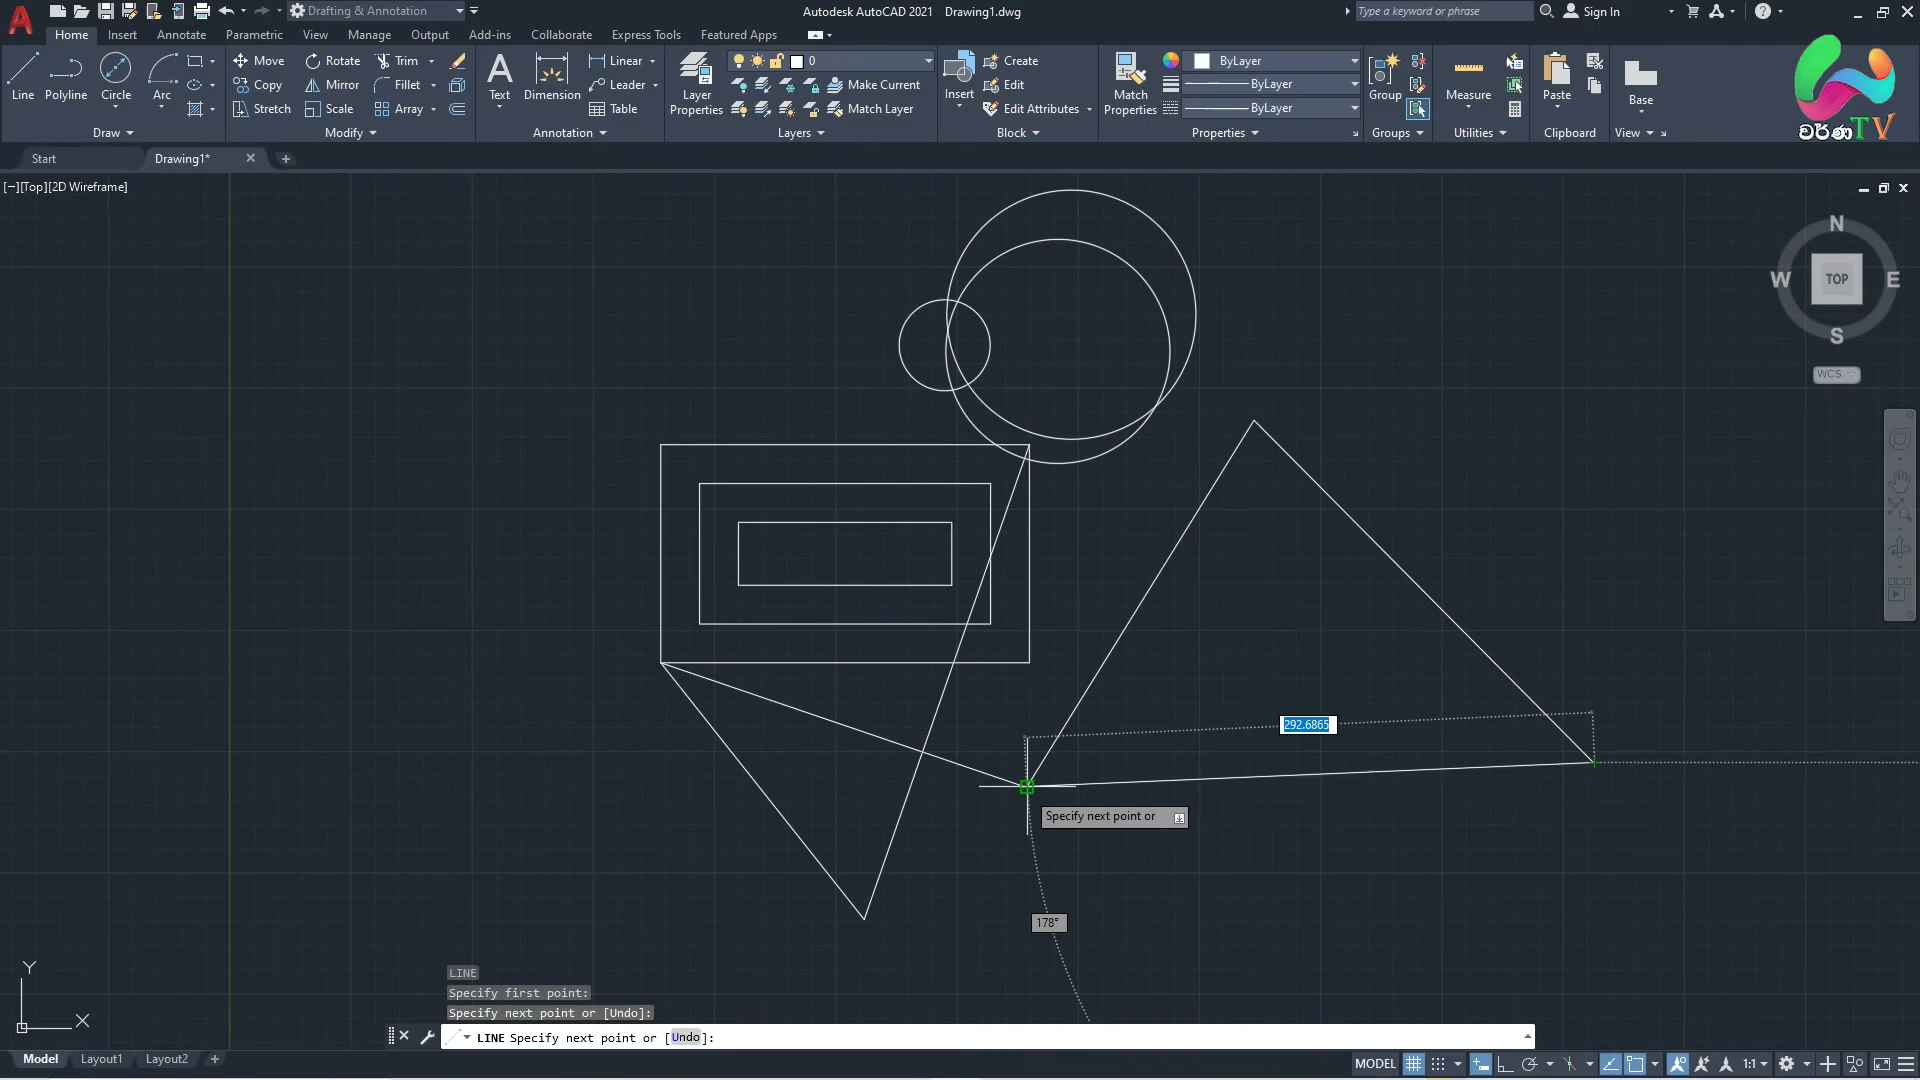 Drafting & Annotation
Autodesk AutoCAD 2021 Drawing1.dwg
Type a keyword or phrase
Sign In
Home Insert Annotate Parametric View Manage Output Add-ins Collaborate Express Tools Featured Apps
Line Polyline Circle Arc
Draw
Move Rotate Trim
Copy Mirror Fillet
Stretch Scale Array
Modify
Text Dimension
Linear
Leader
Table
Annotation
Layer Properties
0
Make Current
Match Layer
Layers
Insert
Create
Edit
Edit Attributes
Block
Match Properties
ByLayer
ByLayer
ByLayer
Properties
Group
Groups
Measure
Utilities
Paste
Clipboard
Base
View
වර්ණ TV
Start Drawing1*
[−][Top][2D Wireframe]
N
W TOP E
S
WCS
292.6865
Specify next point or
178°
Y
X
LINE
Specify first point:
Specify next point or [Undo]:
LINE Specify next point or [Undo]:
Model Layout1 Layout2
MODEL 1:1